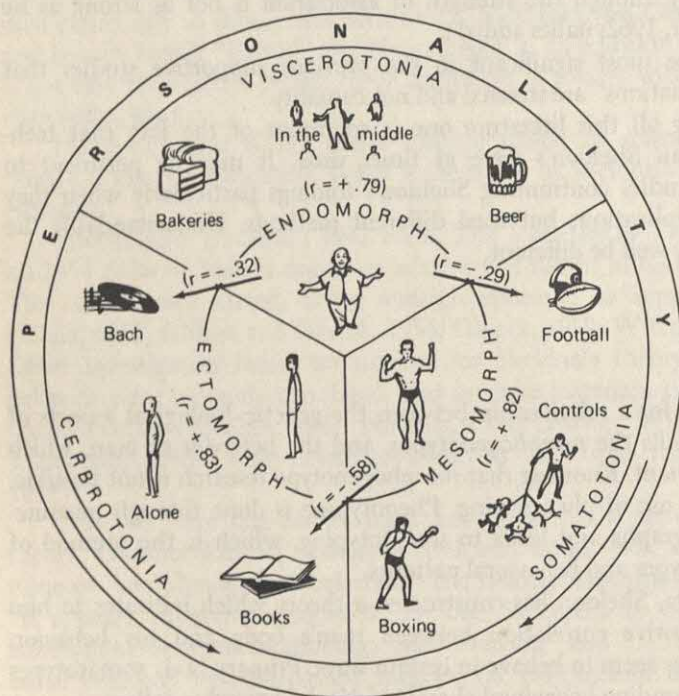 PERSONALITY
VISCEROTONIA
In the middle
(r = + .79)
ENDOMORPH
Bakeries
Beer
(r = – .32)
(r = – .29)
Bach
Football
ECTOMORPH
(r = .83)
MESOMORPH
(r = + .82)
Controls
CERBROTONIA
Alone
(r = – .58)
SOMATOTONIA
Books
Boxing